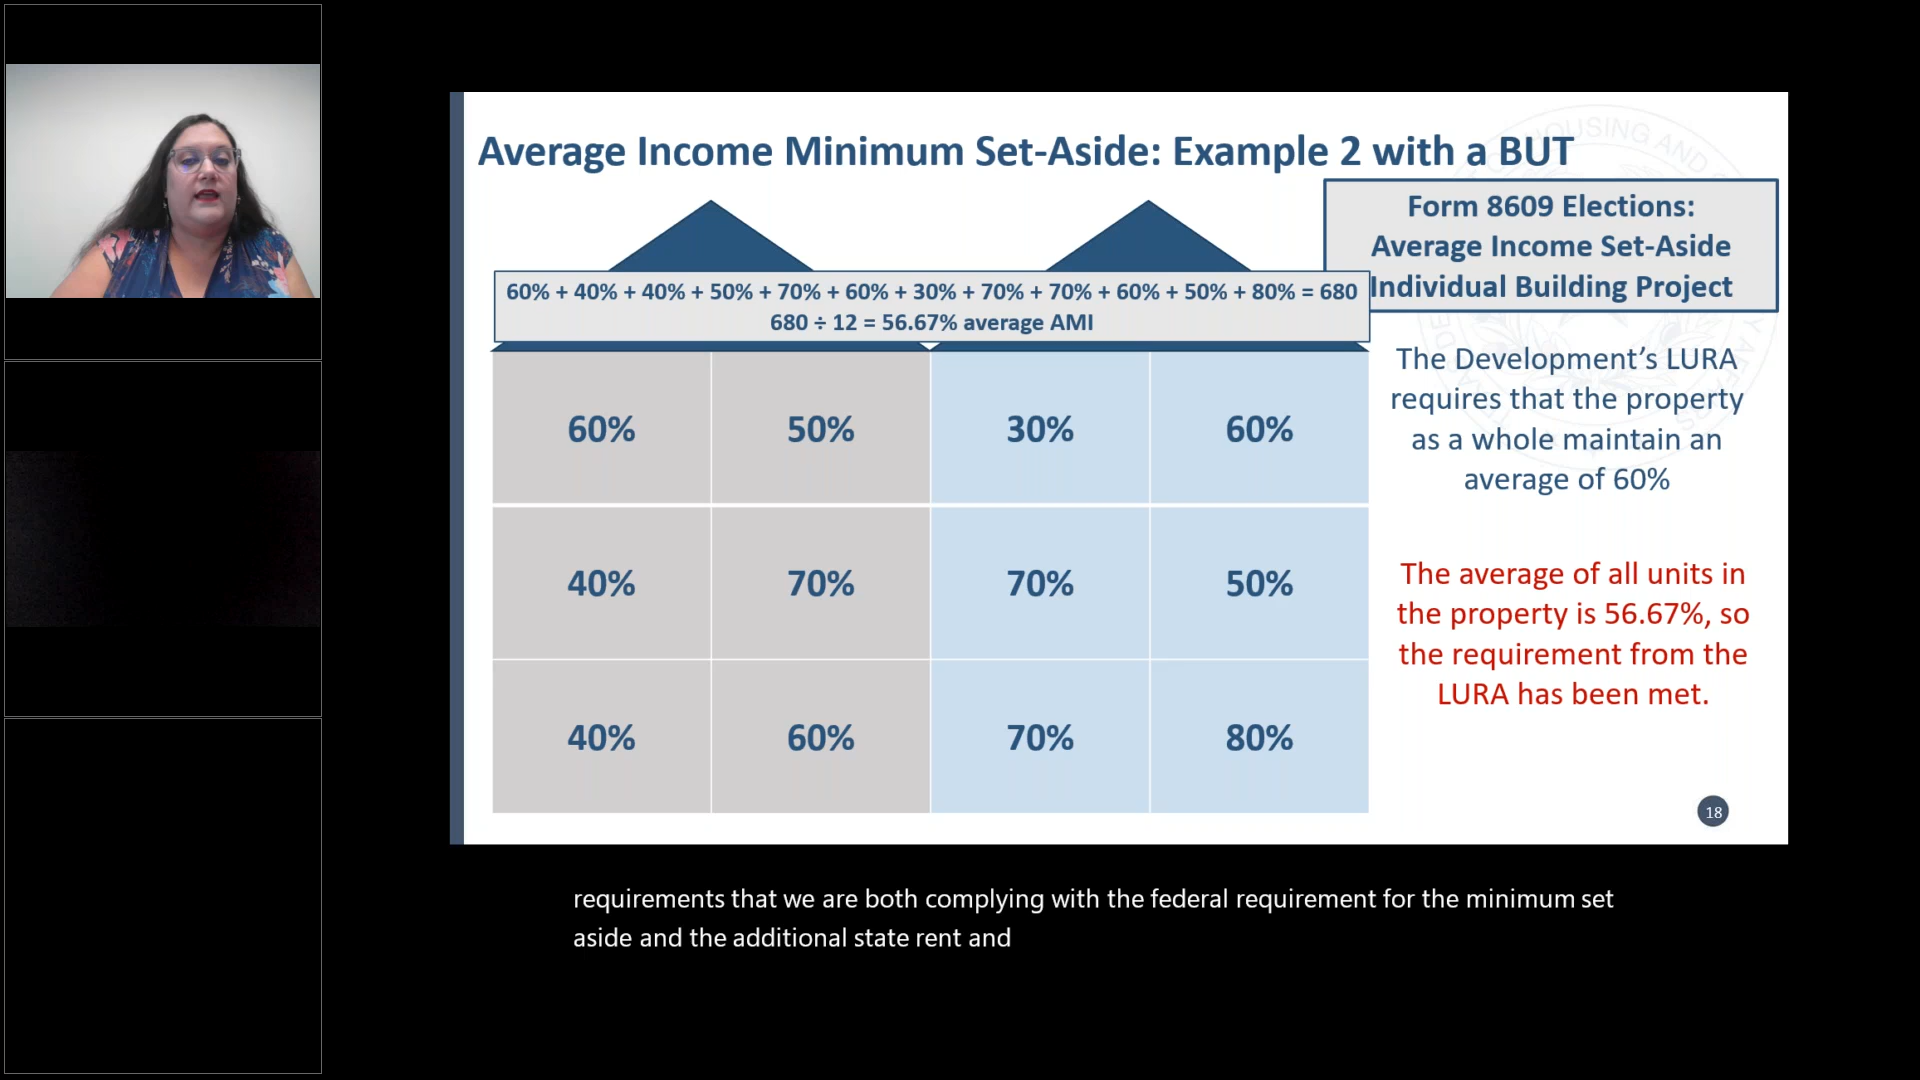 Average Income Minimum Set-Aside: Example 2 with a BUT
Form 8609 Elections:
Average Income Set-Aside
Individual Building Project
60% + 40% + 40% + 50% + 70% + 60% + 30% + 70% + 70% + 60% + 50% + 80% = 680
680 ÷ 12 = 56.67% average AMI
60% 50% 30% 60%
40% 70% 70% 50%
40% 60% 70% 80%
The Development’s LURA
requires that the property
as a whole maintain an
average of 60%
The average of all units in
the property is 56.67%, so
the requirement from the
LURA has been met.
18
requirements that we are both complying with the federal requirement for the minimum set
aside and the additional state rent and